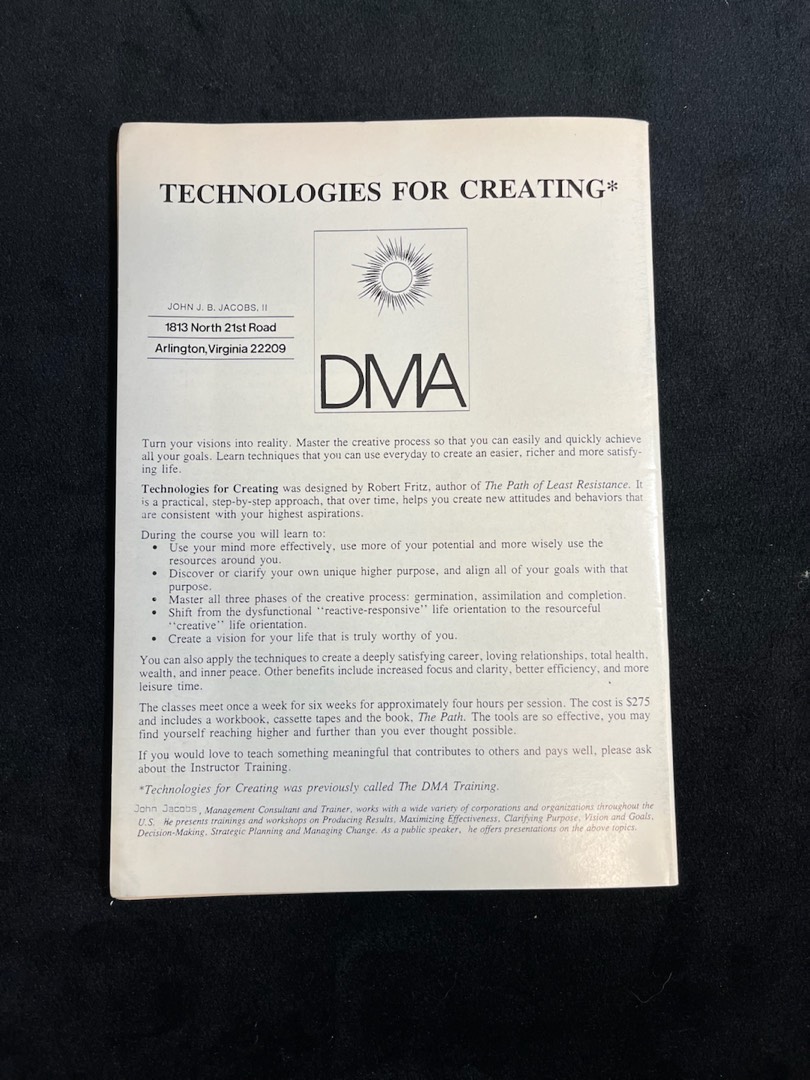 TECHNOLOGIES FOR CREATING*
JOHN J. B. JACOBS, II
1813 North 21st Road
Arlington, Virginia 22209
DMA
Turn your visions into reality. Master the creative process so that you can easily and quickly achieve
all your goals. Learn techniques that you can use everyday to create an easier, richer and more satisfy-
ing life.
Technologies for Creating was designed by Robert Fritz, author of The Path of Least Resistance. It
is a practical, step-by-step approach, that over time, helps you create new attitudes and behaviors that
are consistent with your highest aspirations.
During the course you will learn to:
• Use your mind more effectively, use more of your potential and more wisely use the
resources around you.
• Discover or clarify your own unique higher purpose, and align all of your goals with that
purpose.
• Master all three phases of the creative process: germination, assimilation and completion.
• Shift from the dysfunctional "reactive-responsive" life orientation to the resourceful
"creative" life orientation.
• Create a vision for your life that is truly worthy of you.
You can also apply the techniques to create a deeply satisfying career, loving relationships, total health,
wealth, and inner peace. Other benefits include increased focus and clarity, better efficiency, and more
leisure time.
The classes meet once a week for six weeks for approximately four hours per session. The cost is $275
and includes a workbook, cassette tapes and the book, The Path. The tools are so effective, you may
find yourself reaching higher and further than you ever thought possible.
If you would love to teach something meaningful that contributes to others and pays well, please ask
about the Instructor Training.
*Technologies for Creating was previously called The DMA Training.
John Jacobs, Management Consultant and Trainer, works with a wide variety of corporations and organizations throughout the
U.S. He presents trainings and workshops on Producing Results, Maximizing Effectiveness, Clarifying Purpose, Vision and Goals,
Decision-Making, Strategic Planning and Managing Change. As a public speaker, he offers presentations on the above topics.